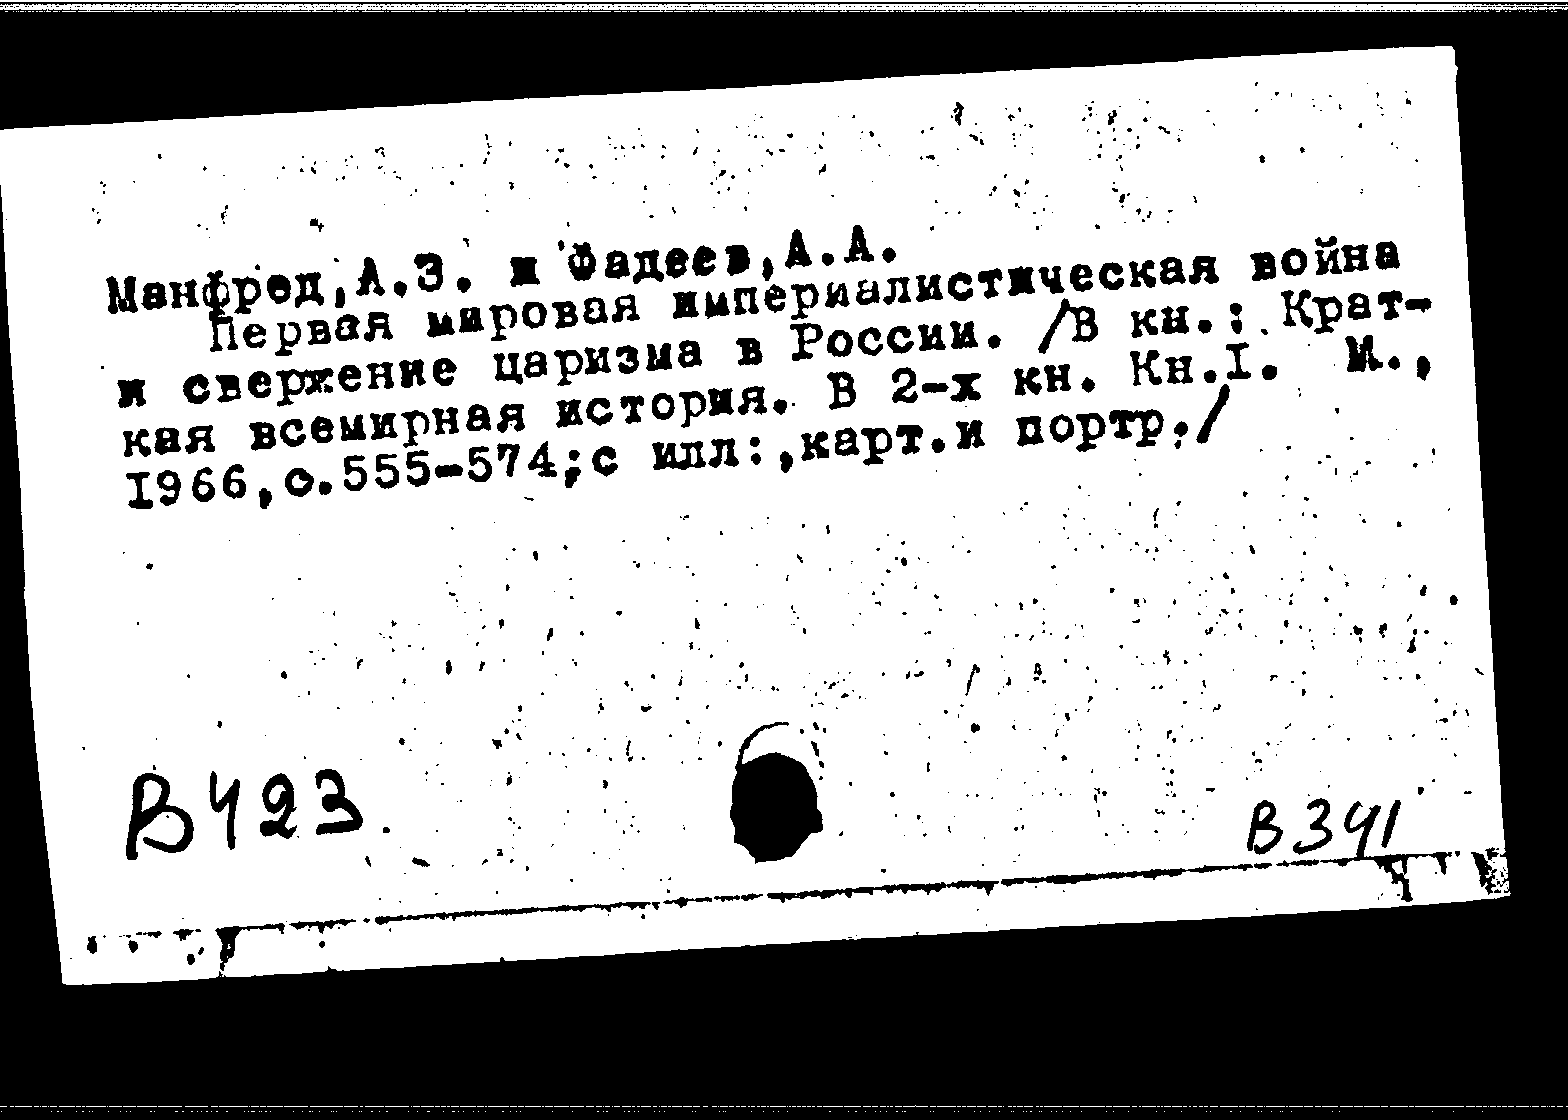 Манфред,А.З. и Фадеев,А.А.
Первая мировая империалистическая война
и свержение царизма в России. /В кн.: Крат-
кая всемирная история. В 2-х кн. Кн.I. М.,
I966,с.555-574;с илл:,карт.и портр./
В423
В341